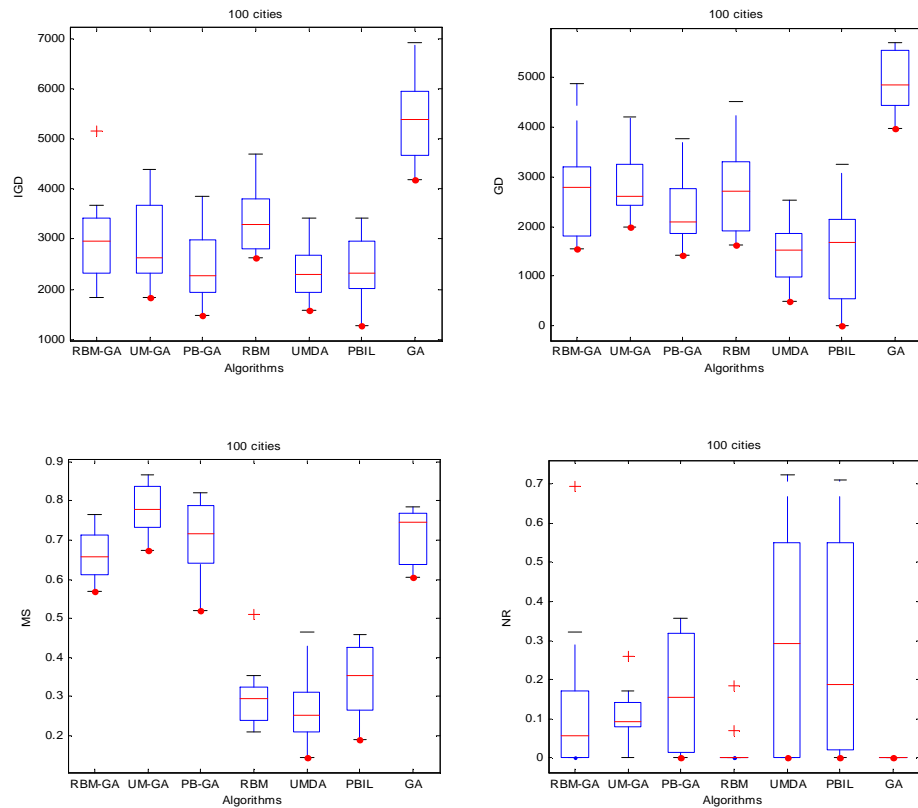 100 cities
7000
6000
5000
4000
3000
2000
1000
IGD
RBM-GA UM-GA PB-GA RBM UMDA PBIL GA
Algorithms
100 cities
5000
4000
3000
2000
1000
0
GD
RBM-GA UM-GA PB-GA RBM UMDA PBIL GA
Algorithms
100 cities
0.9
0.8
0.7
0.6
0.5
0.4
0.3
0.2
MS
RBM-GA UM-GA PB-GA RBM UMDA PBIL GA
Algorithms
100 cities
0.7
0.6
0.5
0.4
0.3
0.2
0.1
0
NR
RBM-GA UM-GA PB-GA RBM UMDA PBIL GA
Algorithms